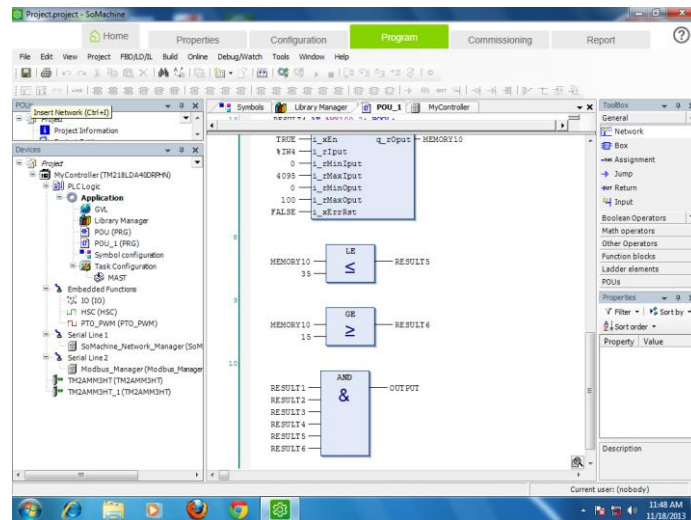 Project.project - SoMachine
Home Properties Configuration Program Commissioning Report
File Edit View Project FBD/LD/IL Build Online Debug/Watch Tools Window Help
POUs
Insert Network (Ctrl+I)
Project Information
Symbols Library Manager POU_1 MyController
ToolBox
General
Network
Box
Assignment
Jump
Return
Input
Boolean Operators
Math operators
Other Operators
Function blocks
Ladder elements
POUs
Devices
Project
MyController (TM218LDA40DRPHN)
PLC Logic
Application
GVL
Library Manager
POU (PRG)
POU_1 (PRG)
Symbol configuration
Task Configuration
MAST
Embedded Functions
IO (IO)
HSC (HSC)
PTO_PWM (PTO_PWM)
Serial Line 1
SoMachine_Network_Manager (SoM
Serial Line 2
Modbus_Manager (Modbus_Manager
TM2AMM3HT (TM2AMM3HT)
TM2AMM3HT_1 (TM2AMM3HT)
TRUE i_xEn q_rOput MEMORY10
%IW4 i_rIput
0 i_rMinIput
4095 i_rMaxIput
0 i_rMinOput
100 i_rMaxOput
FALSE i_xErrRst
8
LE
MEMORY10 ≤ RESULT5
35
9
GE
MEMORY10 ≥ RESULT6
15
10
AND
RESULT1 & OUTPUT
RESULT2
RESULT3
RESULT4
RESULT5
RESULT6
Properties
Filter Sort by
Sort order
Property Value
Description
Current user: (nobody)
11:48 AM
11/18/2013